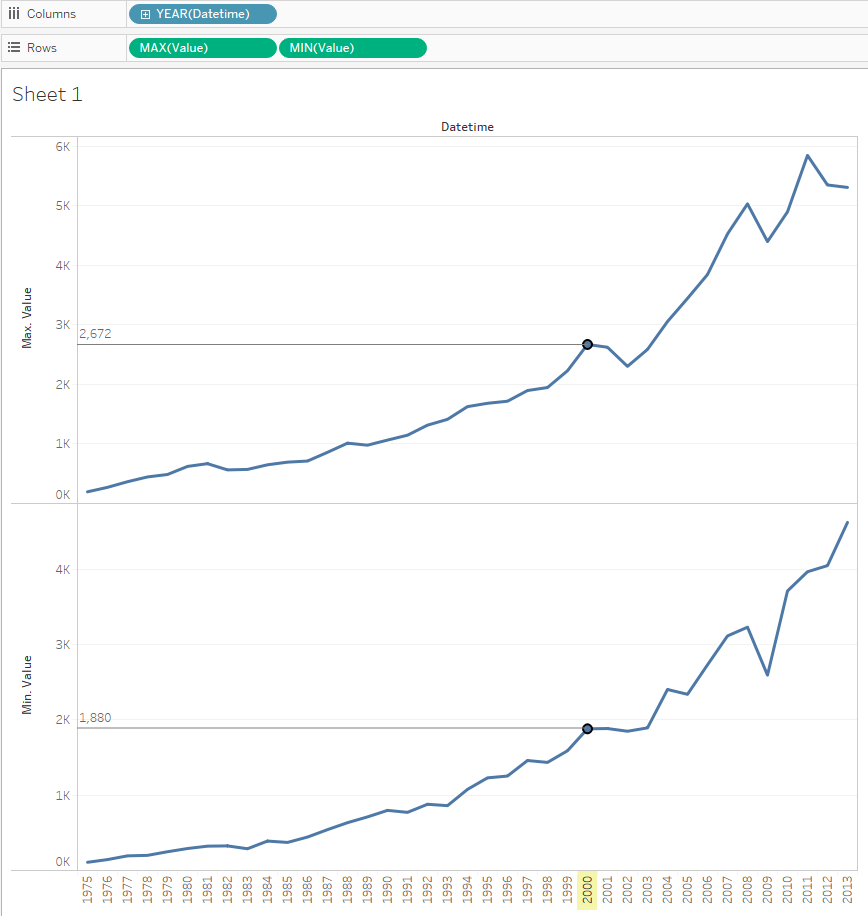 Columns
YEAR(Datetime)
Rows
MAX(Value)
MIN(Value)
Sheet 1
Datetime
6K
5K
4K
3K
2K
1K
0K
Max. Value
2,672
4K
3K
2K
1K
0K
Min. Value
1,880
1975
1976
1977
1978
1979
1980
1981
1982
1983
1984
1985
1986
1987
1988
1989
1990
1991
1992
1993
1994
1995
1996
1997
1998
1999
2000
2001
2002
2003
2004
2005
2006
2007
2008
2009
2010
2011
2012
2013